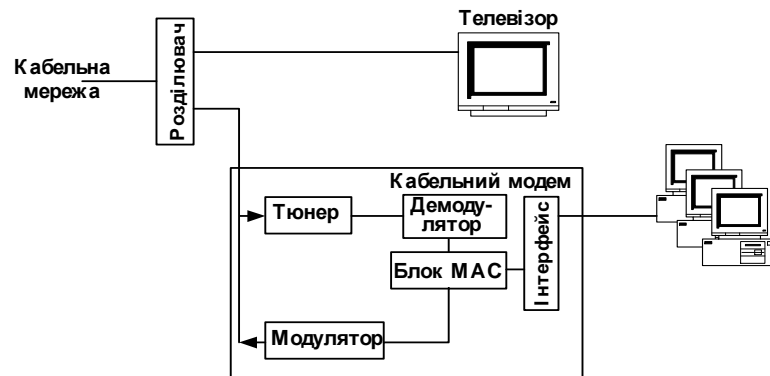 Телевізор
Кабельна
мережа
Розділювач
Кабельний модем
Тюнер
Демоду-
лятор
Інтерфейс
Блок МАС
Модулятор